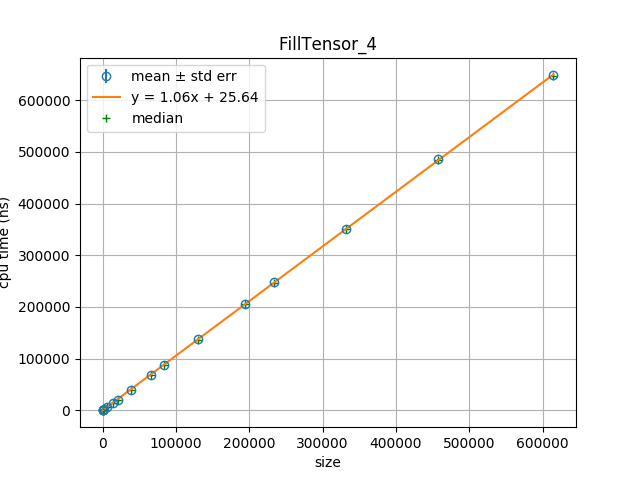 FillTensor_4
mean ± std err
y = 1.06x + 25.64
median
600000
500000
400000
300000
200000
100000
0
cpu time (ns)
0 100000 200000 300000 400000 500000 600000
size